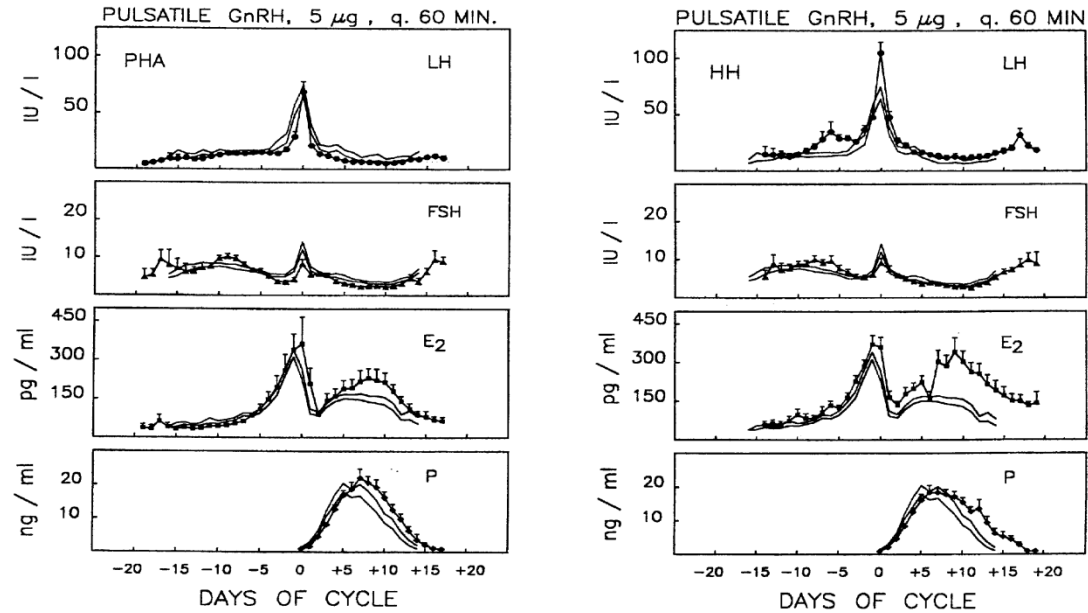 PULSATILE GnRH, 5 µg , q. 60 MIN.
PHA
LH
IU / l
100
50
FSH
IU / l
20
10
E2
pg / ml
450
300
150
P
ng / ml
20
10
-20 -15 -10 -5 0 +5 +10 +15 +20
DAYS OF CYCLE
PULSATILE GnRH, 5 µg , q. 60 MIN
HH
LH
IU / l
100
50
FSH
IU / l
20
10
E2
pg / ml
450
300
150
P
ng / ml
20
10
-20 -15 -10 -5 0 +5 +10 +15 +20
DAYS OF CYCLE